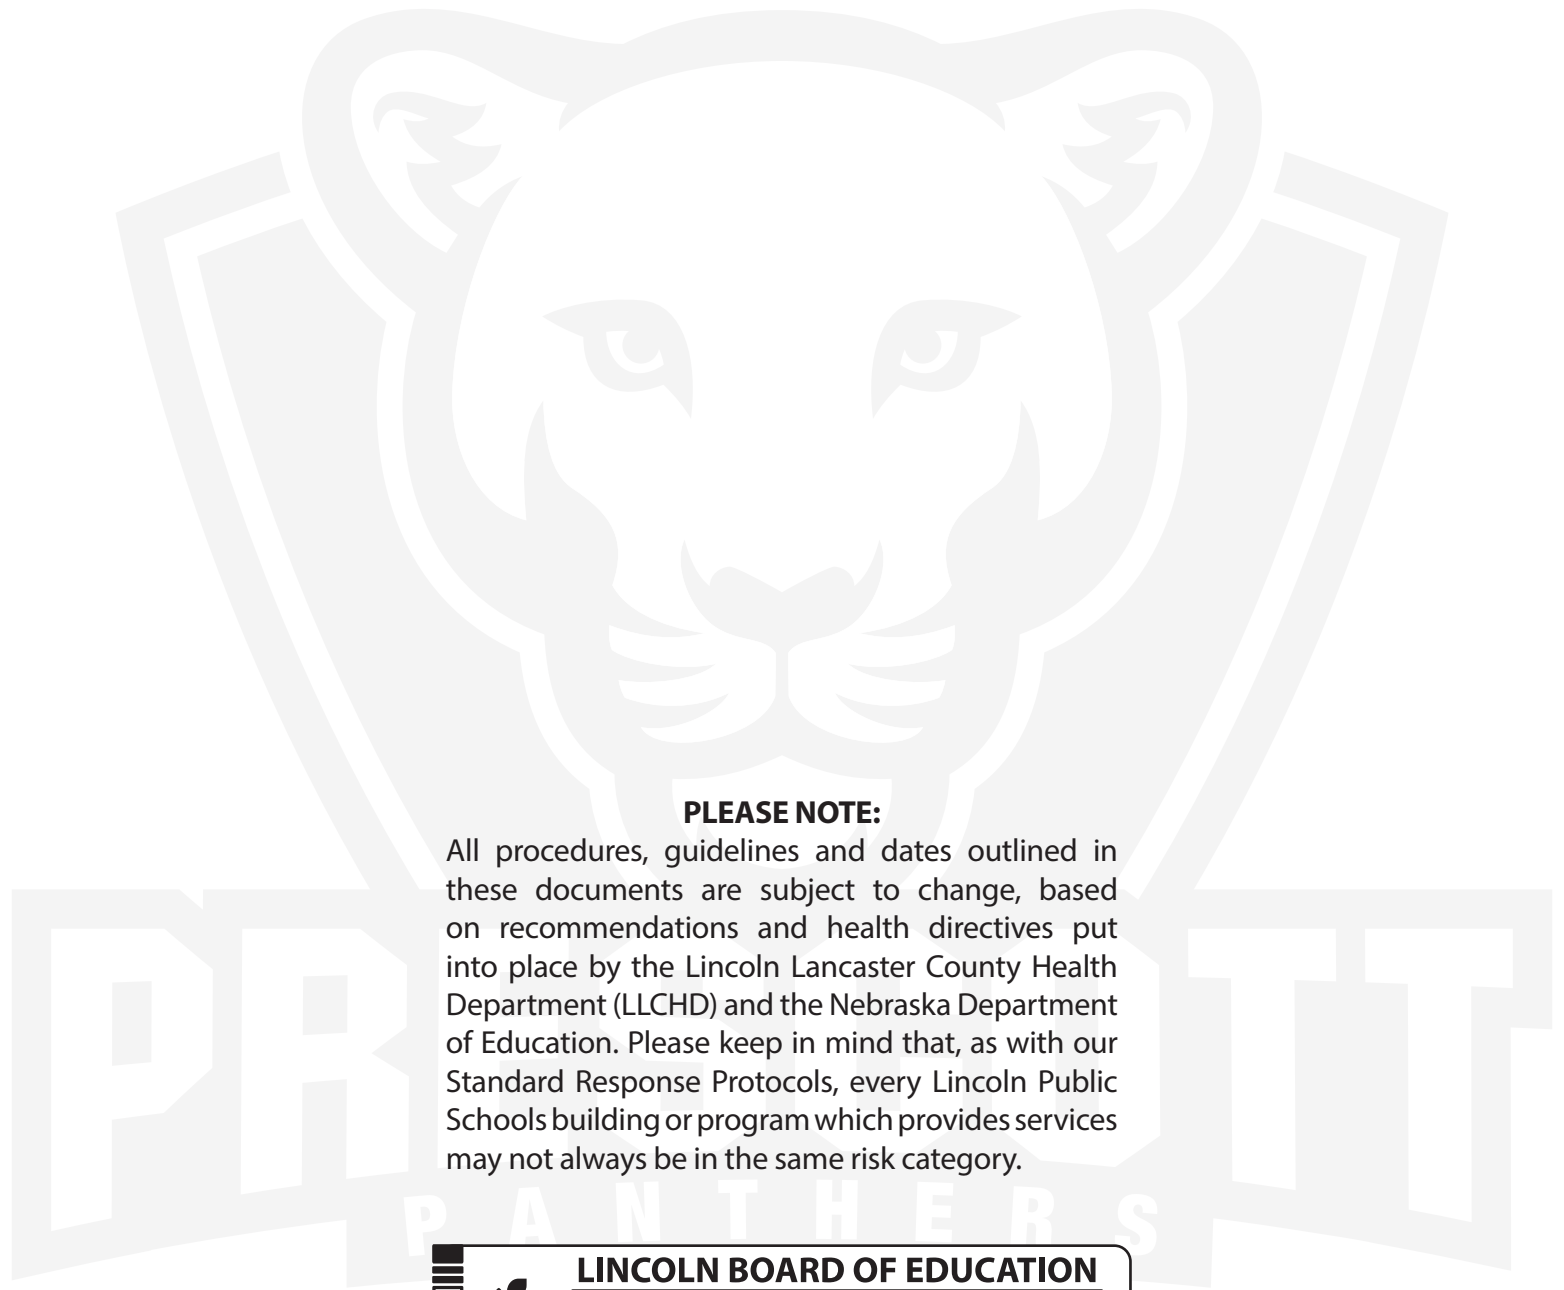 PLEASE NOTE:
All procedures, guidelines and dates outlined in
these documents are subject to change, based
on recommendations and health directives put
into place by the Lincoln Lancaster County Health
Department (LLCHD) and the Nebraska Department
of Education. Please keep in mind that, as with our
Standard Response Protocols, every Lincoln Public
Schools building or program which provides services
may not always be in the same risk category.
PRESCOTT
PANTHERS
LINCOLN BOARD OF EDUCATION